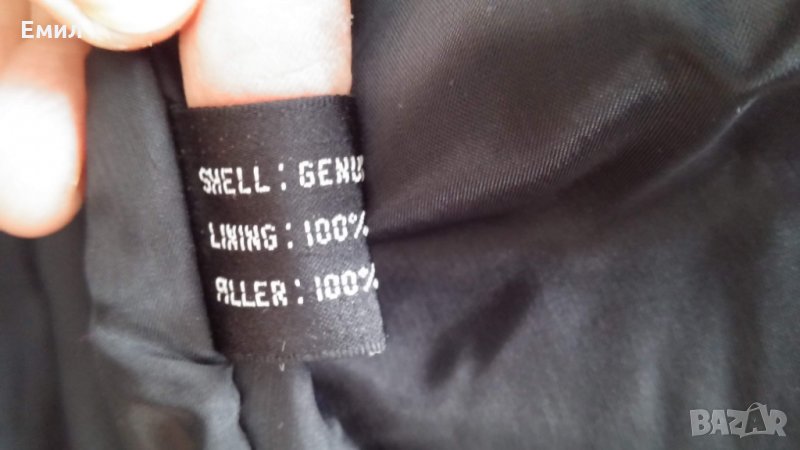 Емил
SHELL: GENU
LINING: 100%
FILLER: 100%
BAZAR